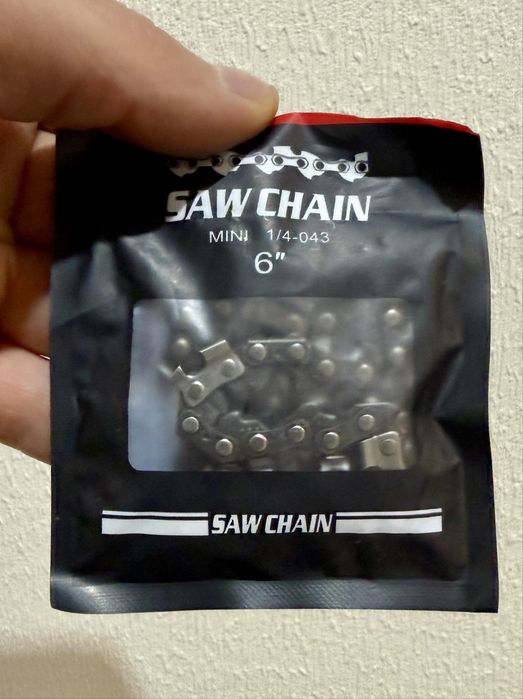 SAW CHAIN
MINI 1/4-043
6"
SAW CHAIN